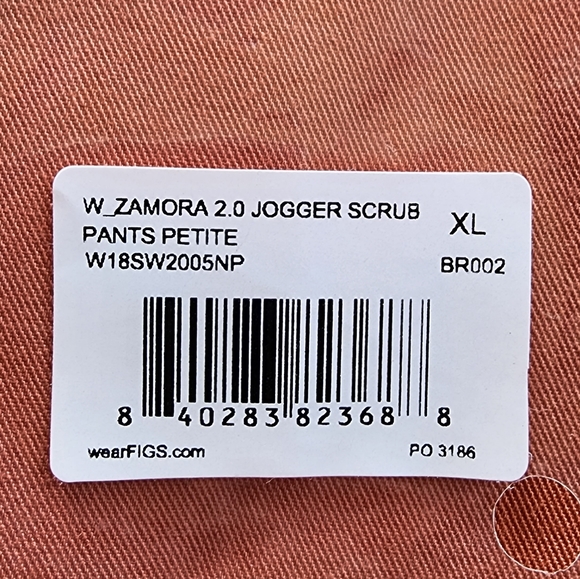 W_ZAMORA 2.0 JOGGER SCRUB
PANTS PETITE
XL
W18SW2005NP
BR002
8 40283 82368 8
wearFIGS.com
PO 3186